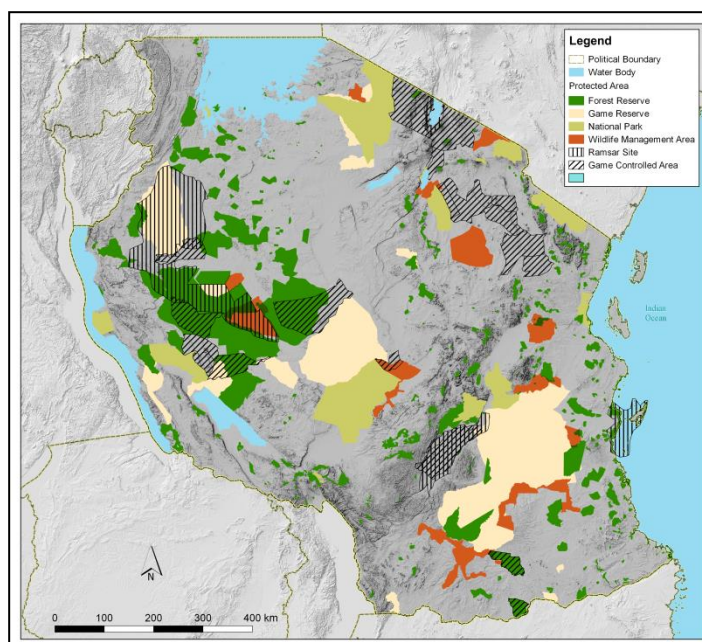 Legend
Political Boundary
Water Body
Protected Area
Forest Reserve
Game Reserve
National Park
Wildlife Management Area
Ramsar Site
Game Controlled Area
Indian
Ocean
N
0 100 200 300 400 km